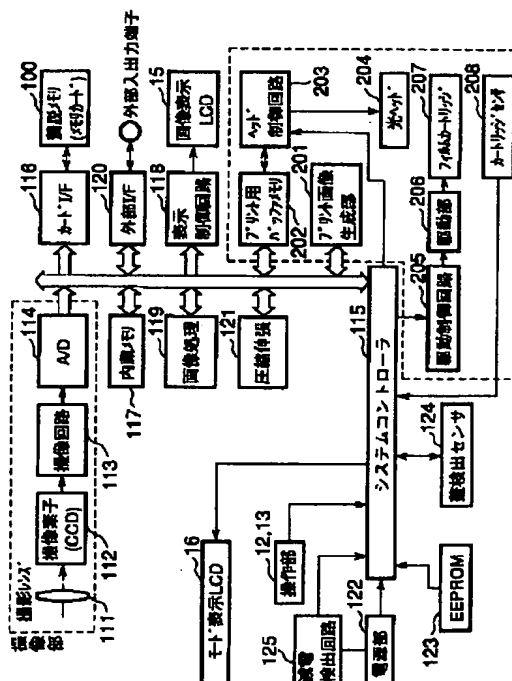 撮像部
撮影レンズ
111
撮像素子
(CCD)
112
撮像回路
113
A/D
114
カードI/F
116
着脱メモリ
(メモリカード)
100
外部I/F
120
外部入出力端子
内蔵メモリ
117
表示
制御回路
118
画像表示
LCD
15
画像処理
119
圧縮伸張
121
プリント用
バッファメモリ
202
ヘッド
制御回路
203
光ヘッド
204
プリント画像
生成部
201
システムコントローラ
115
駆動制御回路
205
駆動部
206
フィルムカートリッジ
207
カートリッジセンサ
208
モード表示LCD
16
操作部
12,13
減電
検出回路
125
電源部
122
EEPROM
123
蓋検出センサ
124